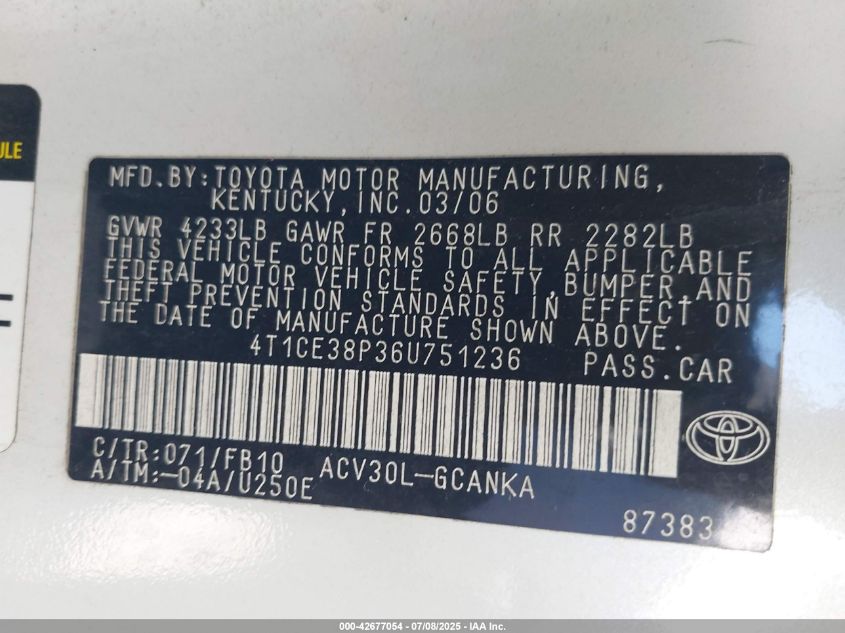 ULE
MFD.BY:TOYOTA MOTOR MANUFACTURING,
KENTUCKY,INC.03/06
GVWR 4233LB GAWR FR 2668LB RR 2282LB
THIS VEHICLE CONFORMS TO ALL APPLICABLE
FEDERAL MOTOR VEHICLE SAFETY,BUMPER,AND
THEFT PREVENTION STANDARDS IN EFFECT ON
THE DATE OF MANUFACTURE SHOWN ABOVE.
4T1CE38P36U751236 PASS.CAR
C/TR:071/FB10 ACV30L-GCANKA
A/TM:-04A/U250E
87383
000-42677054 - 07/08/2025 - IAA Inc.